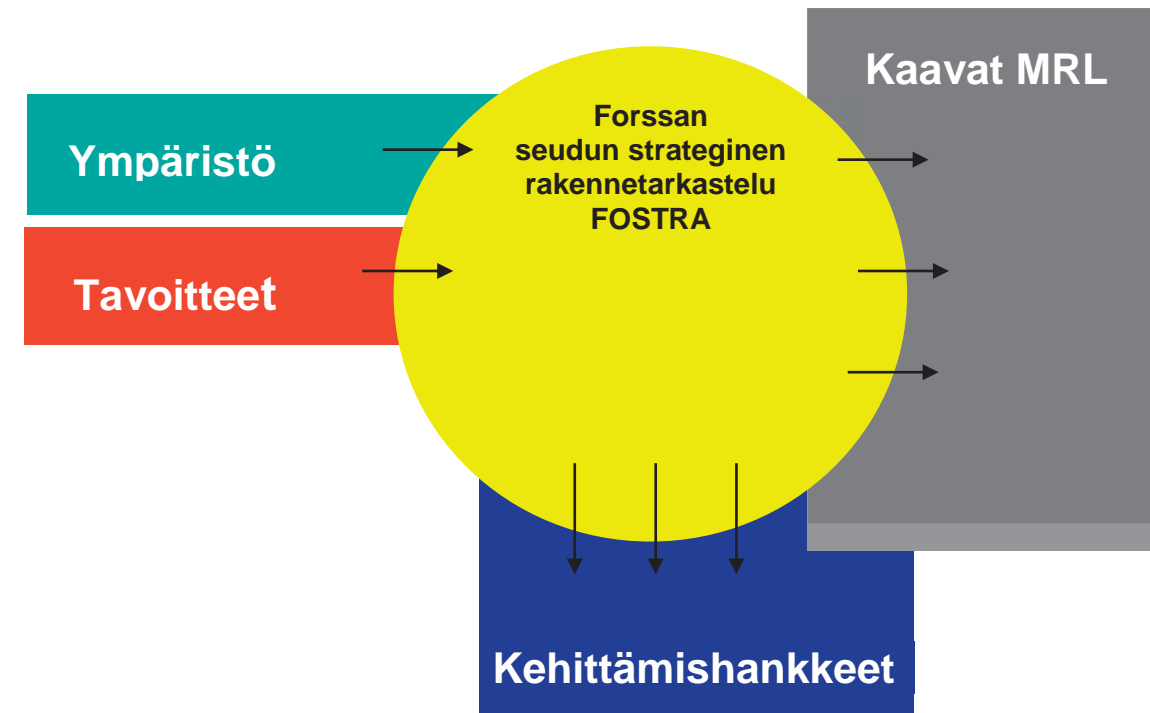 Kaavat MRL
Ympäristö
Tavoitteet
Forssan
seudun strateginen
rakennetarkastelu
FOSTRA
Kehittämishankkeet